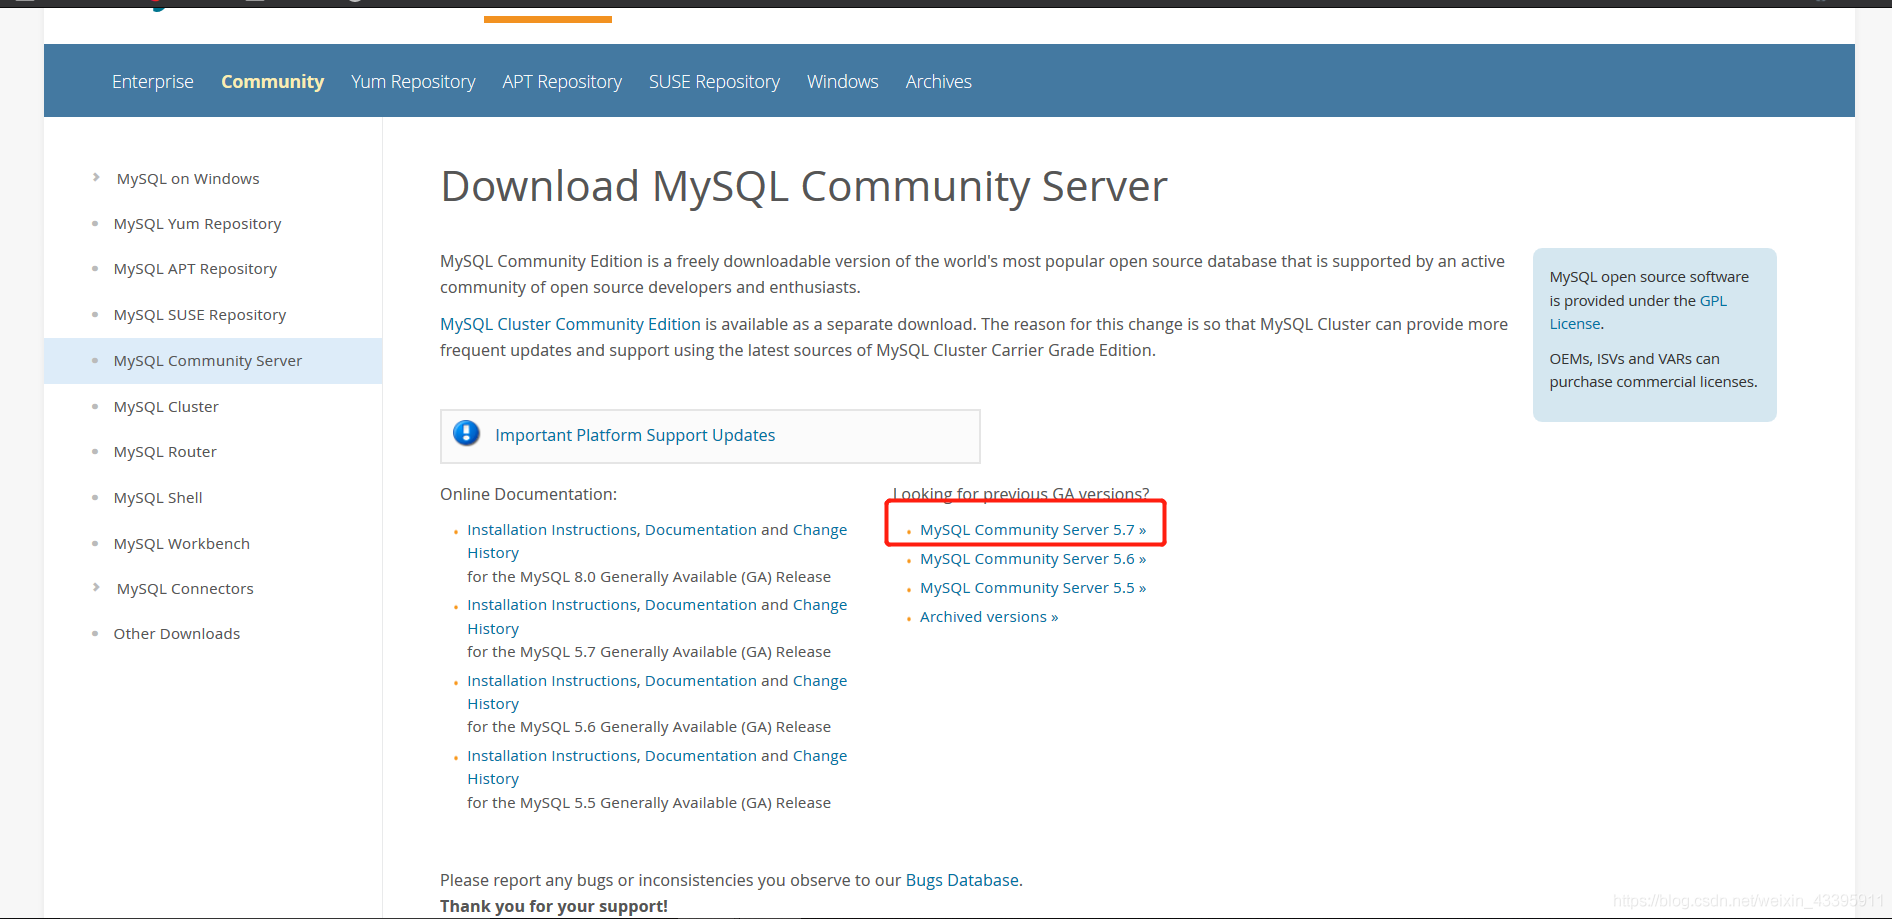 Enterprise Community Yum Repository APT Repository SUSE Repository Windows Archives
MySQL on Windows
MySQL Yum Repository
MySQL APT Repository
MySQL SUSE Repository
MySQL Community Server
MySQL Cluster
MySQL Router
MySQL Shell
MySQL Workbench
MySQL Connectors
Other Downloads
Download MySQL Community Server
MySQL Community Edition is a freely downloadable version of the world's most popular open source database that is supported by an active
community of open source developers and enthusiasts.
MySQL Cluster Community Edition is available as a separate download. The reason for this change is so that MySQL Cluster can provide more
frequent updates and support using the latest sources of MySQL Cluster Carrier Grade Edition.
MySQL open source software
is provided under the GPL
License.
OEMs, ISVs and VARs can
purchase commercial licenses.
Important Platform Support Updates
Online Documentation:
Installation Instructions, Documentation and Change
History
for the MySQL 8.0 Generally Available (GA) Release
Installation Instructions, Documentation and Change
History
for the MySQL 5.7 Generally Available (GA) Release
Installation Instructions, Documentation and Change
History
for the MySQL 5.6 Generally Available (GA) Release
Installation Instructions, Documentation and Change
History
for the MySQL 5.5 Generally Available (GA) Release
Looking for previous GA versions?
MySQL Community Server 5.7 »
MySQL Community Server 5.6 »
MySQL Community Server 5.5 »
Archived versions »
Please report any bugs or inconsistencies you observe to our Bugs Database.
Thank you for your support!
https://blog.csdn.net/weixin_43395911